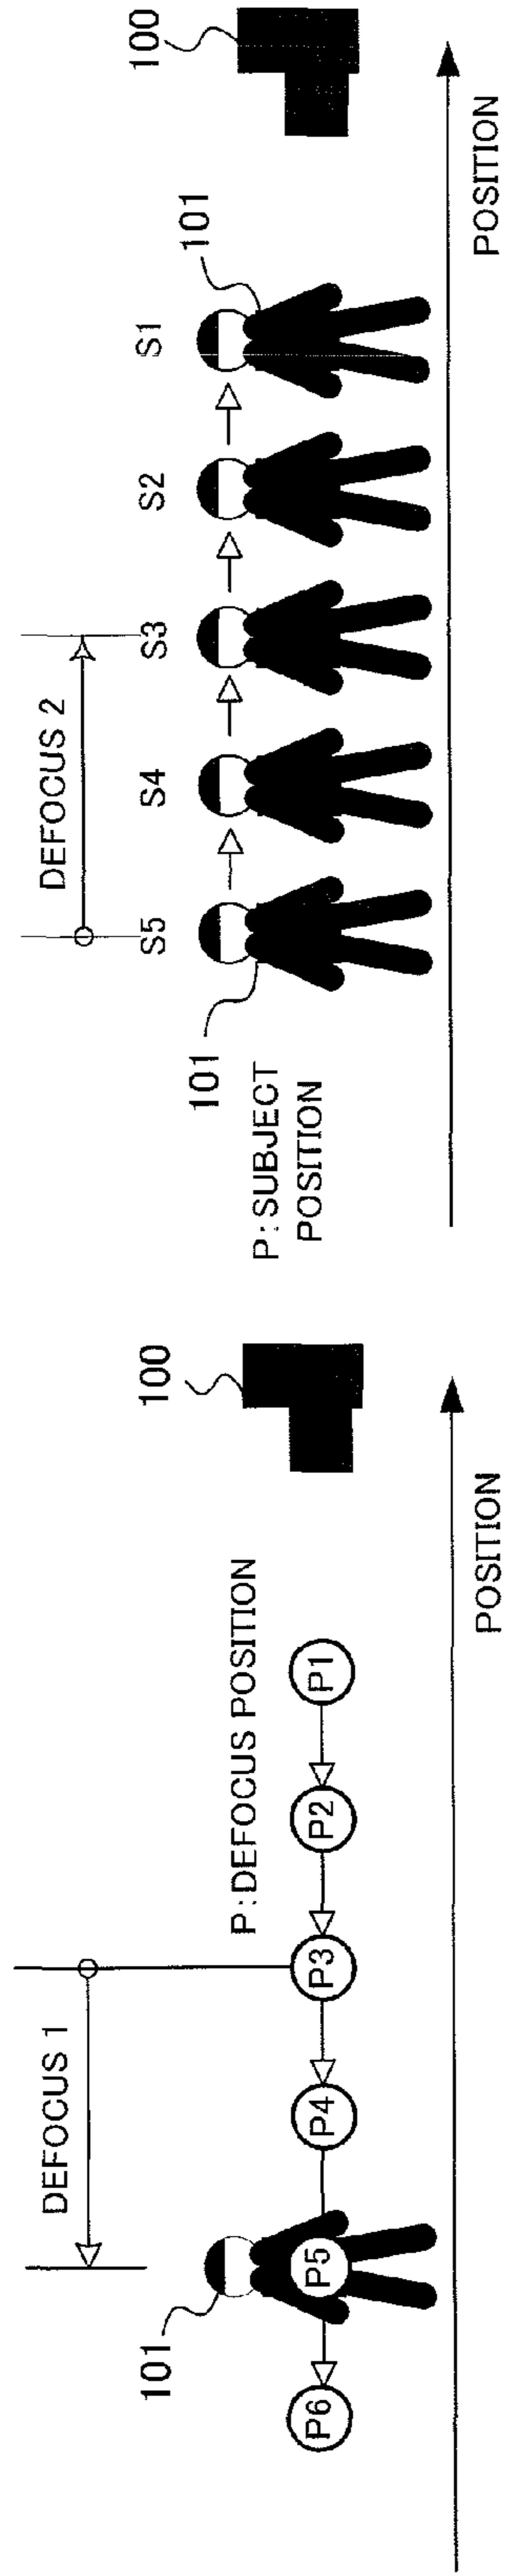 DEFOCUS 1
101
P6
P5
P4
P3
P2
P1
P:DEFOCUS POSITION
100
POSITION
DEFOCUS 2
S5
S4
S3
S2
S1
101
101
100
P:SUBJECT
POSITION
POSITION